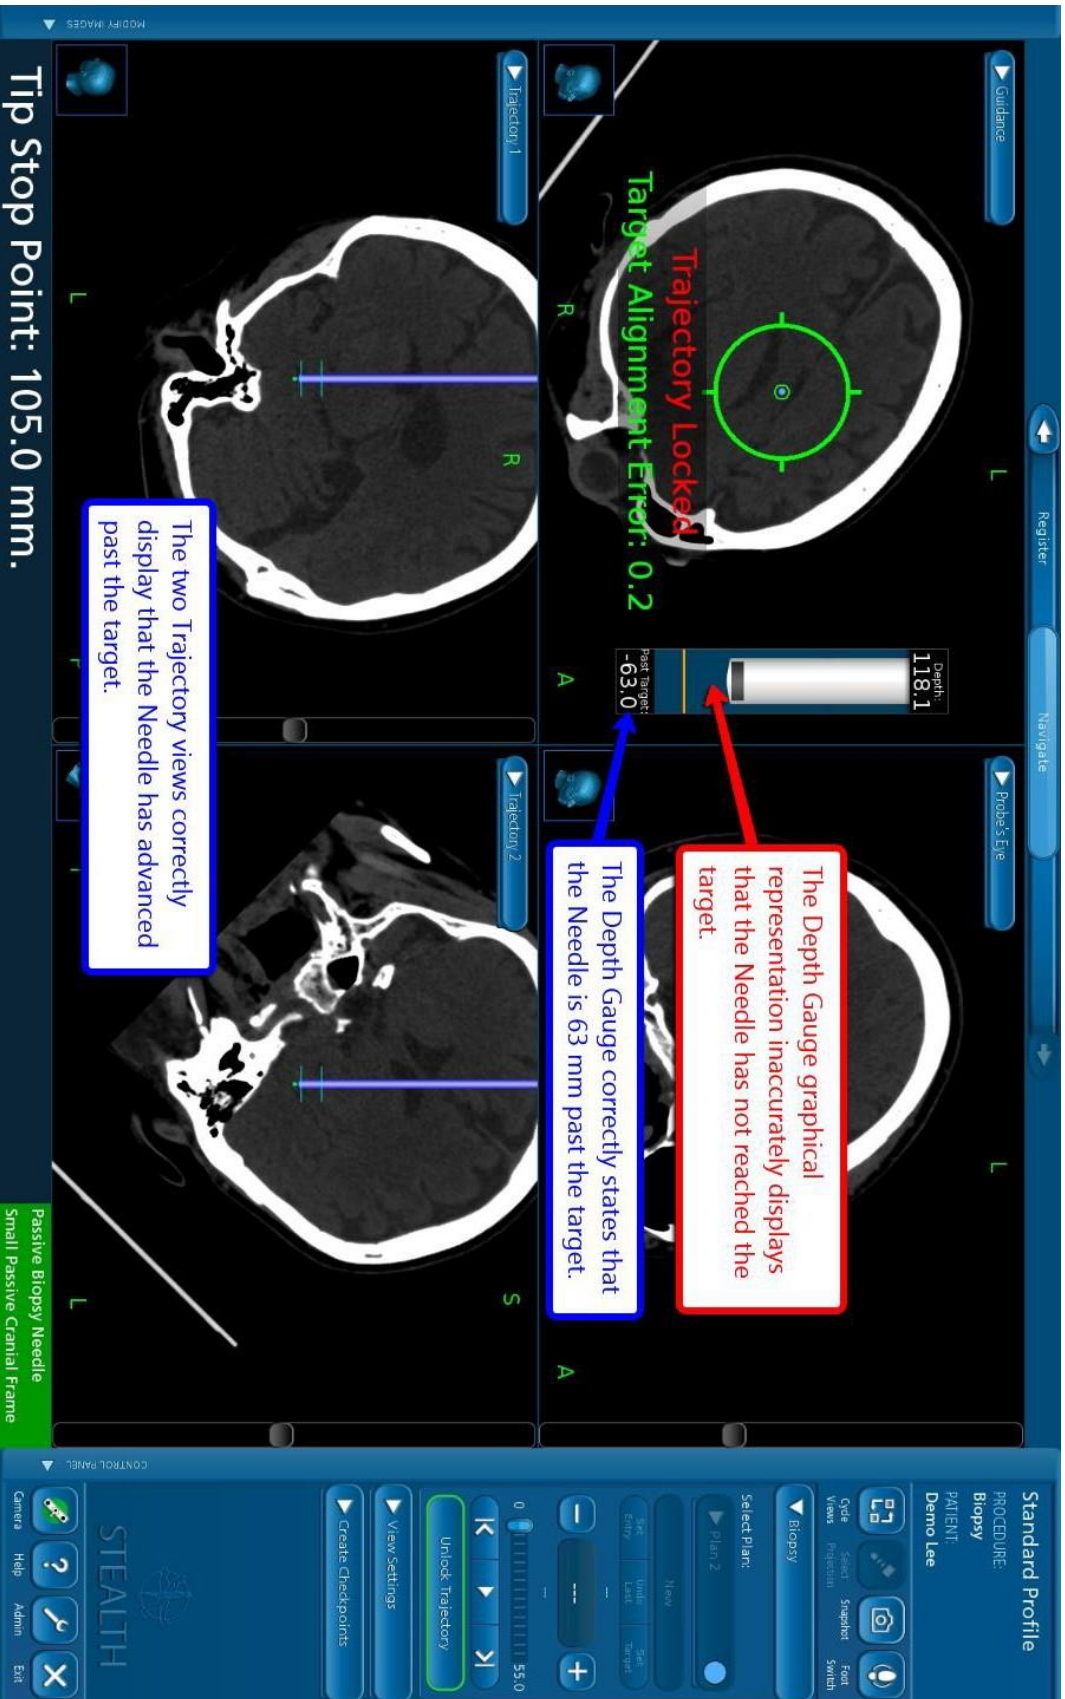 Register
Navigate
Guidance
L
Trajectory Locked
Target Alignment Error: 0.2
R
A
Depth:
118.1
Past Target:
-63.0
Probe's Eye
L
A
The Depth Gauge graphical
representation inaccurately displays
that the Needle has not reached the
target.
The Depth Gauge correctly states that
the Needle is 63 mm past the target.
Trajectory 1
R
L
Trajectory 2
S
L
The two Trajectory views correctly
display that the Needle has advanced
past the target.
Tip Stop Point: 105.0 mm.
Passive Biopsy Needle
Small Passive Cranial Frame
MODIFY IMAGES
CONTROL PANEL
Standard Profile
PROCEDURE:
Biopsy
PATIENT:
Demo Lee
Cycle
Views
Select
Projection
Snapshot
Foot
Switch
Biopsy
Select Plan:
Plan 2
New
Set
Entry
Undo
Last
Set
Target
--
---
--
0
55.0
Unlock Trajectory
View Settings
Create Checkpoints
STEALTH
Camera
Help
Admin
Exit